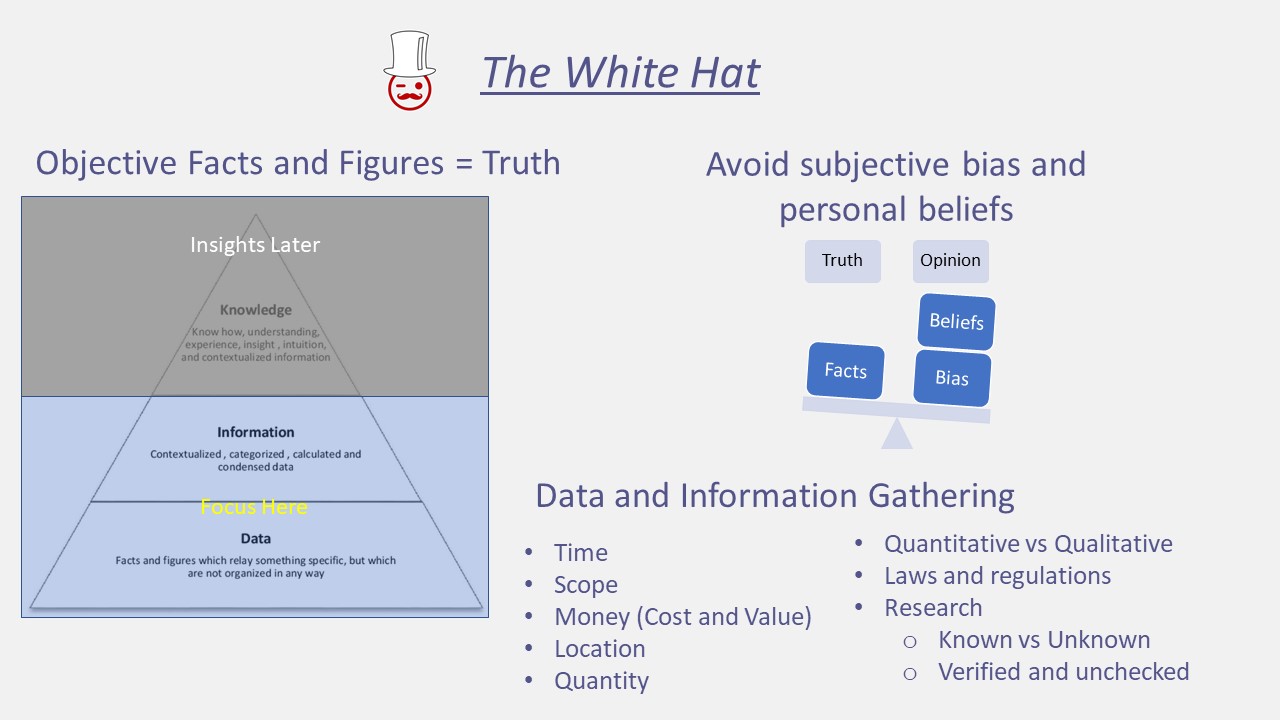 The White Hat
Objective Facts and Figures = Truth
Insights Later
Knowledge
Know how, understanding,
experience, insight , intuition,
and contextualized information
Information
Contextualized , categorized , calculated and
condensed data
Focus Here
Data
Facts and figures which relay something specific, but which
are not organized in any way
Avoid subjective bias and
personal beliefs
Truth
Opinion
Beliefs
Facts
Bias
Data and Information Gathering
• Time
• Scope
• Money (Cost and Value)
• Location
• Quantity
• Quantitative vs Qualitative
• Laws and regulations
• Research
o Known vs Unknown
o Verified and unchecked